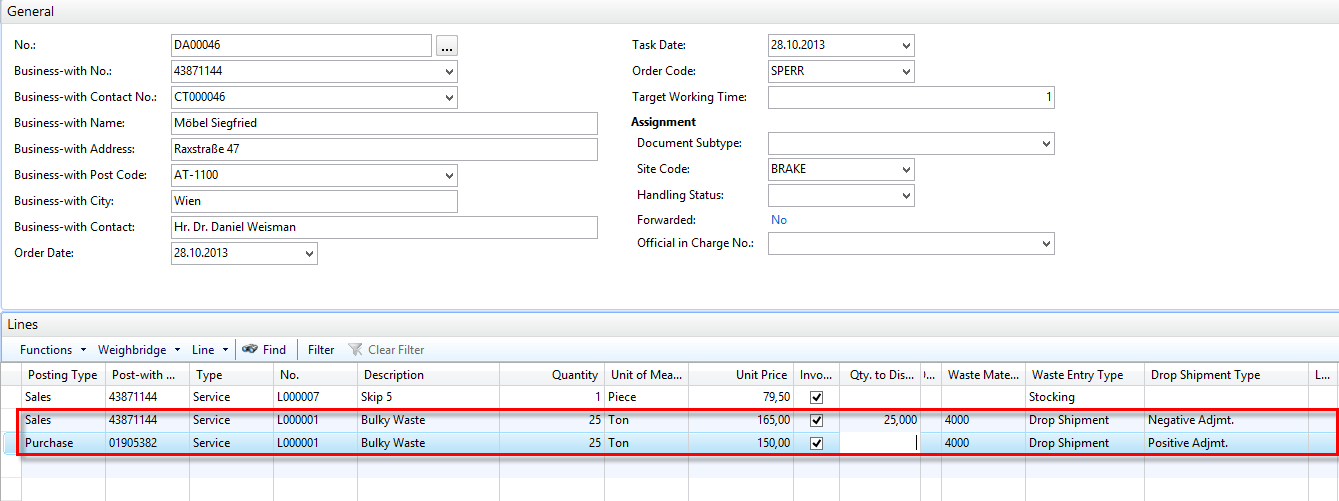 General
No.: DA00046 ...
Task Date: 28.10.2013
Business-with No.: 43871144
Order Code: SPERR
Business-with Contact No.: CT000046
Target Working Time: 1
Business-with Name: Möbel Siegfried
Assignment
Business-with Address: Raxstraße 47
Document Subtype:
Business-with Post Code: AT-1100
Site Code: BRAKE
Business-with City: Wien
Handling Status:
Business-with Contact: Hr. Dr. Daniel Weisman
Forwarded: No
Order Date: 28.10.2013
Official in Charge No.:
Lines
Functions Weighbridge Line Find Filter Clear Filter
Posting Type Post-with ... Type No. Description Quantity Unit of Mea... Unit Price Invo... Qty. to Dis... Waste Mate... Waste Entry Type Drop Shipment Type L...
Sales 43871144 Service L000007 Skip 5 1 Piece 79,50 Stocking
Sales 43871144 Service L000001 Bulky Waste 25 Ton 165,00 25,000 4000 Drop Shipment Negative Adjmt.
Purchase 01905382 Service L000001 Bulky Waste 25 Ton 150,00 4000 Drop Shipment Positive Adjmt.